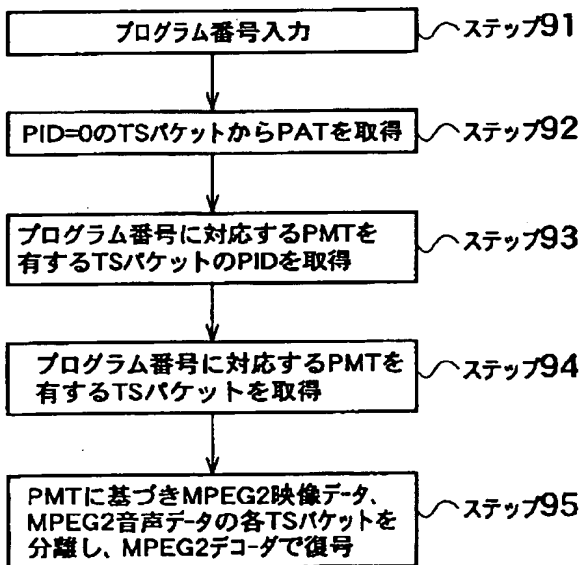 プログラム番号入力
ステップ91
PID=0のTSパケットからPATを取得
ステップ92
プログラム番号に対応するPMTを
有するTSパケットのPIDを取得
ステップ93
プログラム番号に対応するPMTを
有するTSパケットを取得
ステップ94
PMTに基づきMPEG2映像データ、
MPEG2音声データの各TSパケットを
分離し、MPEG2デコーダで復号
ステップ95